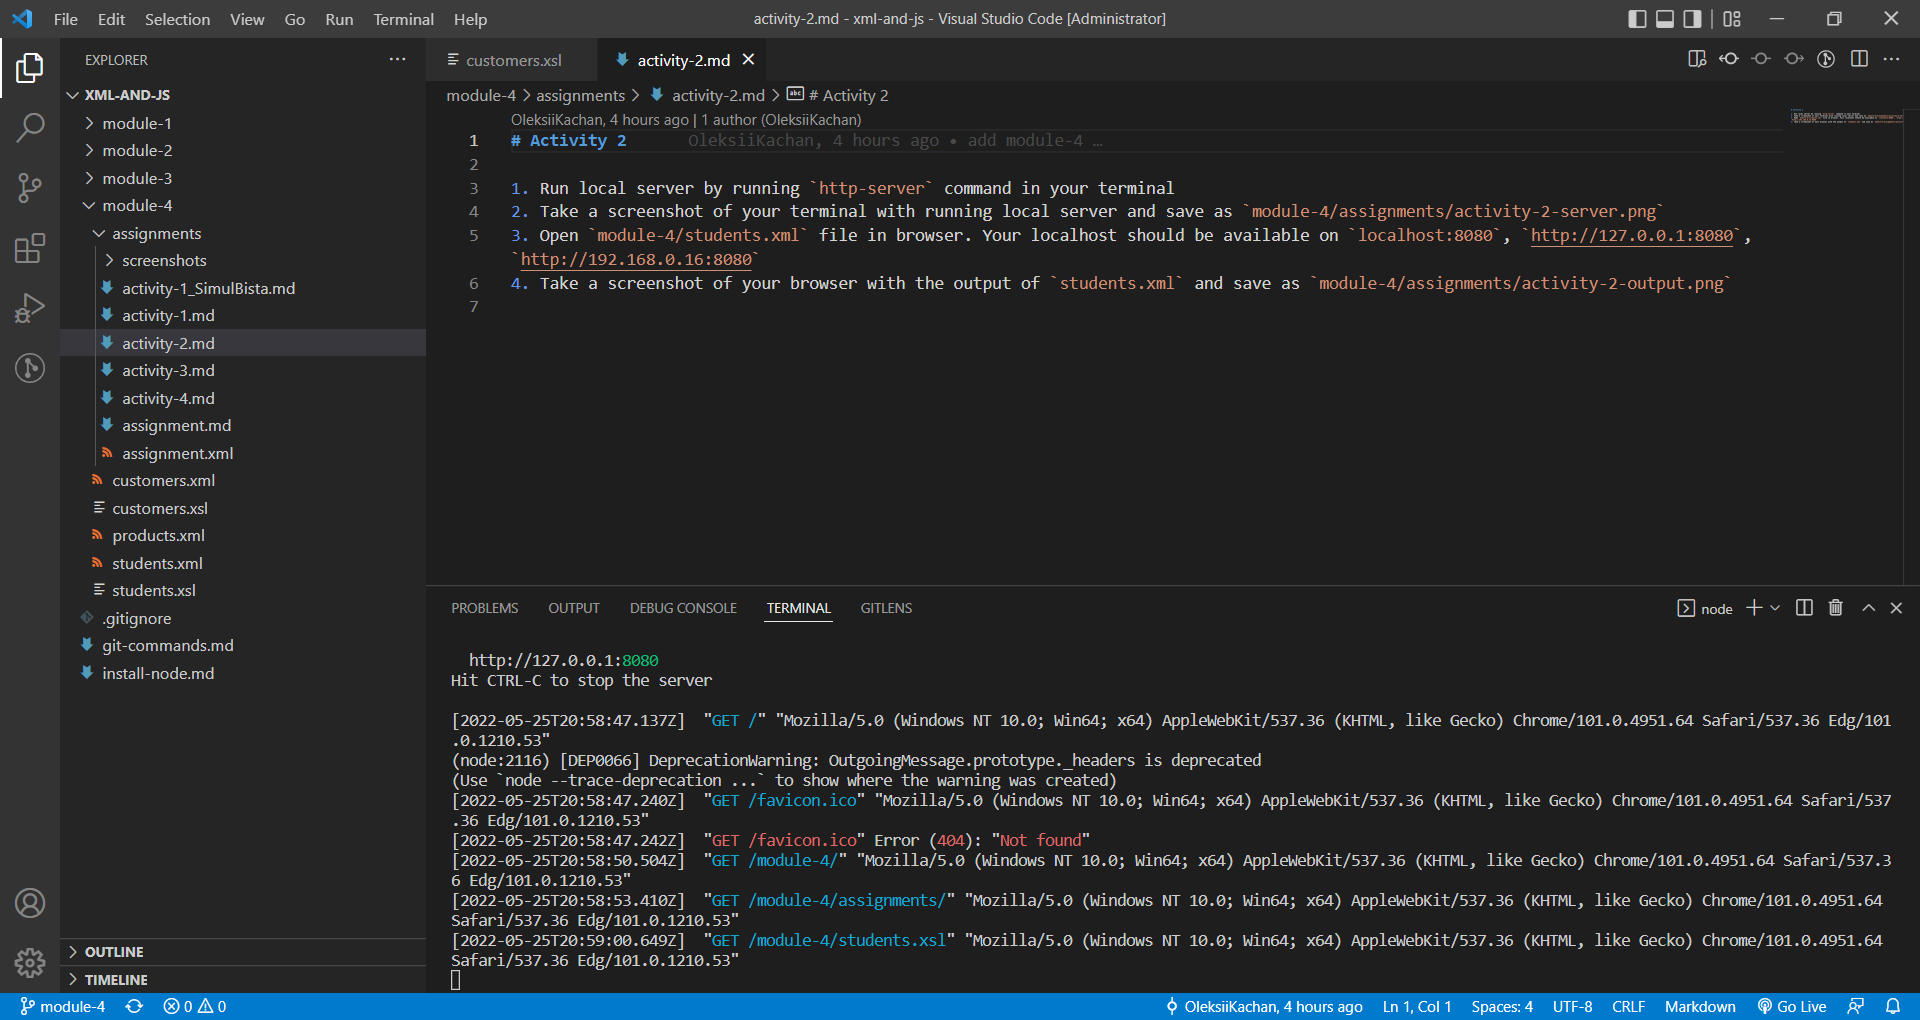 File Edit Selection View Go Run Terminal Help
activity-2.md - xml-and-js - Visual Studio Code [Administrator]
EXPLORER
XML-AND-JS
module-1
module-2
module-3
module-4
assignments
screenshots
activity-1_SimulBista.md
activity-1.md
activity-2.md
activity-3.md
activity-4.md
assignment.md
assignment.xml
customers.xml
customers.xsl
products.xml
students.xml
students.xsl
.gitignore
git-commands.md
install-node.md
OUTLINE
TIMELINE
customers.xsl
activity-2.md
module-4 > assignments > activity-2.md > # Activity 2
OleksiiKachan, 4 hours ago | 1 author (OleksiiKachan)
1 # Activity 2 OleksiiKachan, 4 hours ago • add module-4 …
2
3 1. Run local server by running `http-server` command in your terminal
4 2. Take a screenshot of your terminal with running local server and save as `module-4/assignments/activity-2-server.png`
5 3. Open `module-4/students.xml` file in browser. Your localhost should be available on `localhost:8080`, `http://127.0.0.1:8080`,
`http://192.168.0.16:8080`
6 4. Take a screenshot of your browser with the output of `students.xml` and save as `module-4/assignments/activity-2-output.png`
7
PROBLEMS OUTPUT DEBUG CONSOLE TERMINAL GITLENS
node
http://127.0.0.1:8080
Hit CTRL-C to stop the server
[2022-05-25T20:58:47.137Z]  "GET /" "Mozilla/5.0 (Windows NT 10.0; Win64; x64) AppleWebKit/537.36 (KHTML, like Gecko) Chrome/101.0.4951.64 Safari/537.36 Edg/101
.0.1210.53"
(node:2116) [DEP0066] DeprecationWarning: OutgoingMessage.prototype._headers is deprecated
(Use `node --trace-deprecation ...` to show where the warning was created)
[2022-05-25T20:58:47.240Z]  "GET /favicon.ico" "Mozilla/5.0 (Windows NT 10.0; Win64; x64) AppleWebKit/537.36 (KHTML, like Gecko) Chrome/101.0.4951.64 Safari/537
.36 Edg/101.0.1210.53"
[2022-05-25T20:58:47.242Z]  "GET /favicon.ico" Error (404): "Not found"
[2022-05-25T20:58:50.504Z]  "GET /module-4/" "Mozilla/5.0 (Windows NT 10.0; Win64; x64) AppleWebKit/537.36 (KHTML, like Gecko) Chrome/101.0.4951.64 Safari/537.3
6 Edg/101.0.1210.53"
[2022-05-25T20:58:53.410Z]  "GET /module-4/assignments/" "Mozilla/5.0 (Windows NT 10.0; Win64; x64) AppleWebKit/537.36 (KHTML, like Gecko) Chrome/101.0.4951.64
Safari/537.36 Edg/101.0.1210.53"
[2022-05-25T20:59:00.649Z]  "GET /module-4/students.xsl" "Mozilla/5.0 (Windows NT 10.0; Win64; x64) AppleWebKit/537.36 (KHTML, like Gecko) Chrome/101.0.4951.64
Safari/537.36 Edg/101.0.1210.53"
module-4 0 0 OleksiiKachan, 4 hours ago Ln 1, Col 1 Spaces: 4 UTF-8 CRLF Markdown Go Live